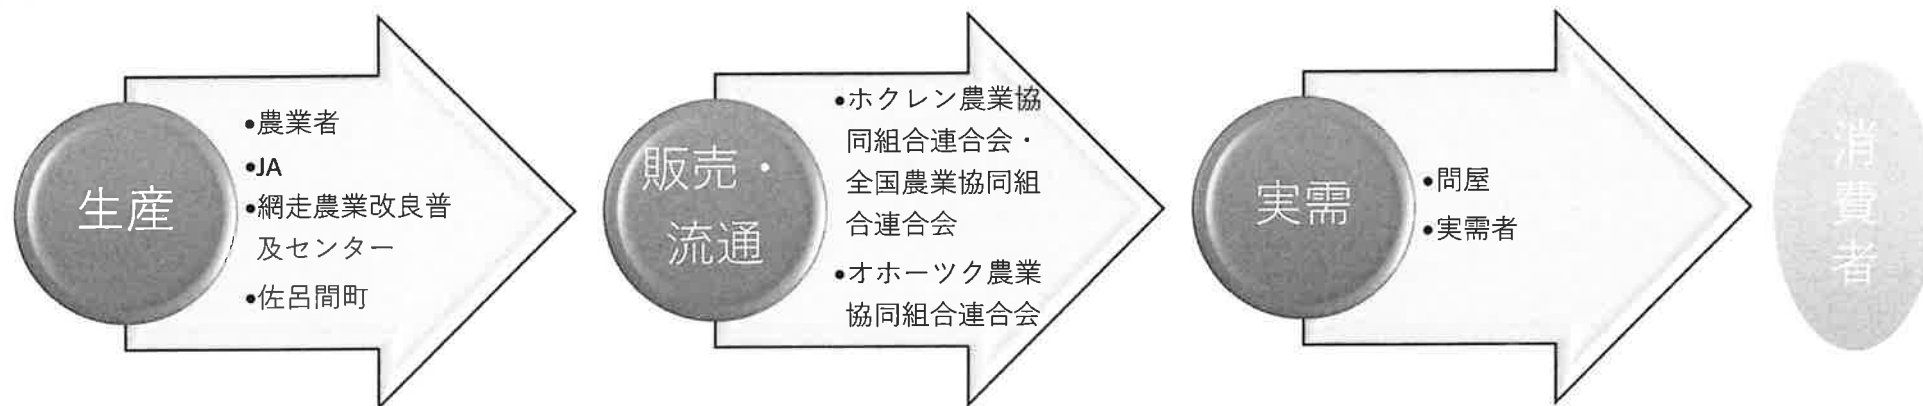 生産
•農業者
•JA
•網走農業改良普
及センター
•佐呂間町
販売・
流通
•ホクレン農業協
同組合連合会・
全国農業協同組
合連合会
•オホーツク農業
協同組合連合会
実需
•問屋
•実需者
消費者